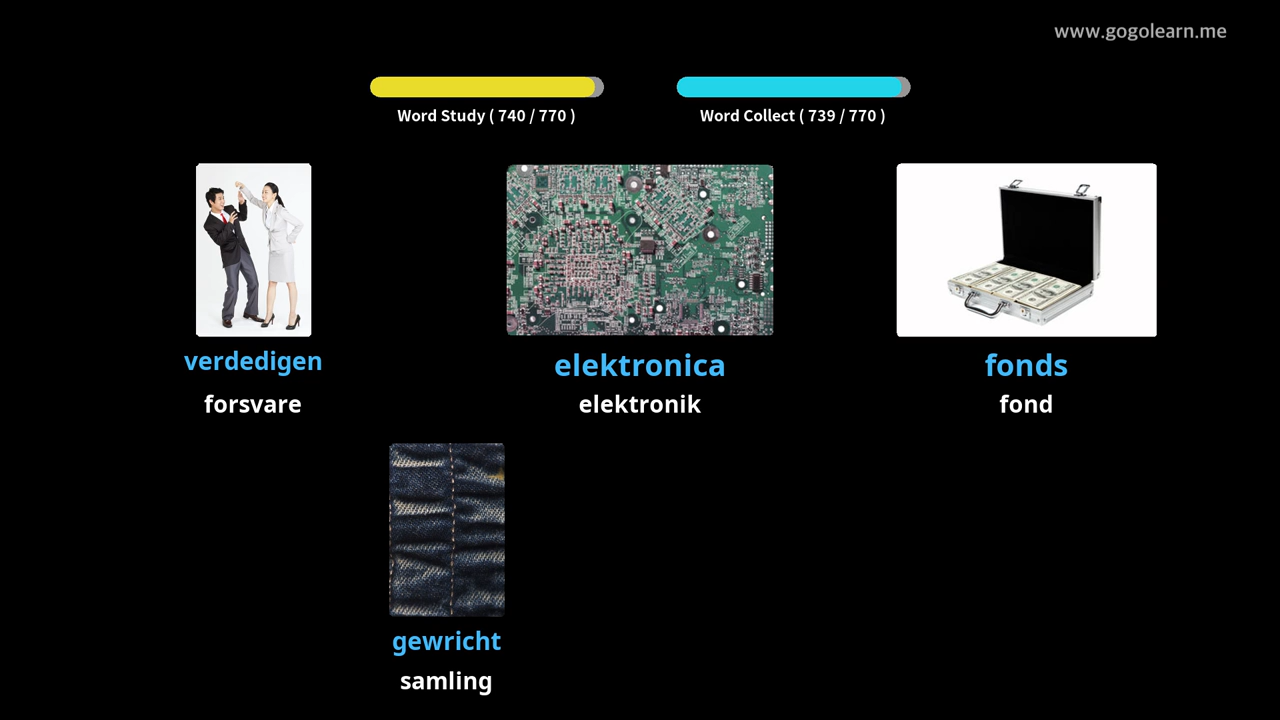 www.gogolearn.me
Word Study ( 740 / 770 )
Word Collect ( 739 / 770 )
verdedigen
forsvare
elektronica
elektronik
fonds
fond
gewricht
samling